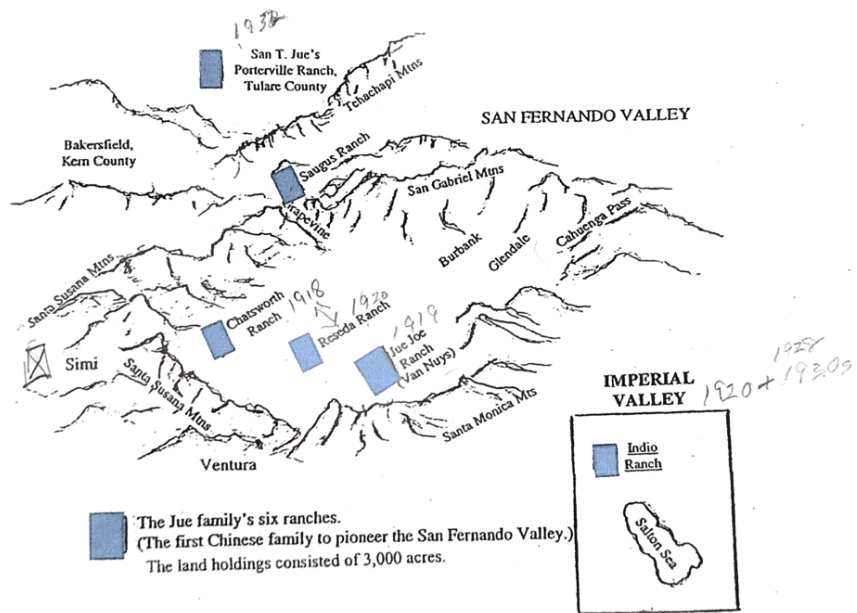 1932
San T. Jue's
Porterville Ranch,
Tulare County
Tehachapi Mtns
SAN FERNANDO VALLEY
Bakersfield,
Kern County
Saugus Ranch
San Gabriel Mtns
Grapevine
Burbank
Glendale
Cahuenga Pass
Santa Susana Mtns
Chatsworth
Ranch
1918
1920
Reseda Ranch
1919
Jue Joe
Ranch
(Van Nuys)
Simi
Santa Susana Mtns
Santa Monica Mts
Ventura
IMPERIAL
VALLEY
1920 +
1930s
Indio
Ranch
Salton Sea
The Jue family's six ranches.
(The first Chinese family to pioneer the San Fernando Valley.)
The land holdings consisted of 3,000 acres.